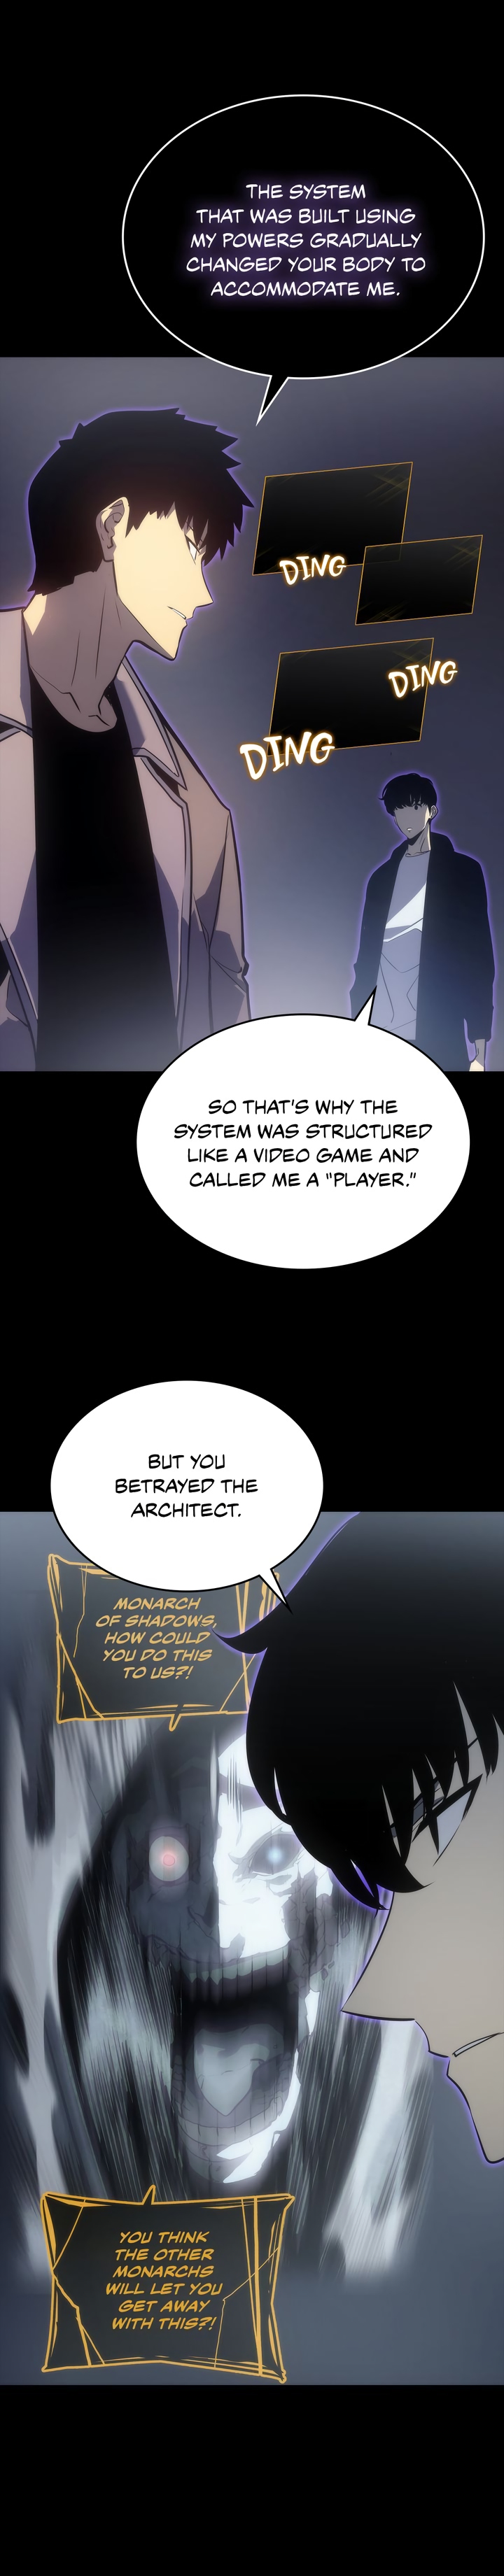 THE SYSTEM
THAT WAS BUILT USING
MY POWERS GRADUALLY
CHANGED YOUR BODY TO
ACCOMMODATE ME.
DING
DING
DING
SO THAT'S WHY THE
SYSTEM WAS STRUCTURED
LIKE A VIDEO GAME AND
CALLED ME A "PLAYER."
BUT YOU
BETRAYED THE
ARCHITECT.
MONARCH
OF SHADOWS,
HOW COULD
YOU DO THIS
TO US?!
YOU THINK
THE OTHER
MONARCHS
WILL LET YOU
GET AWAY
WITH THIS?!